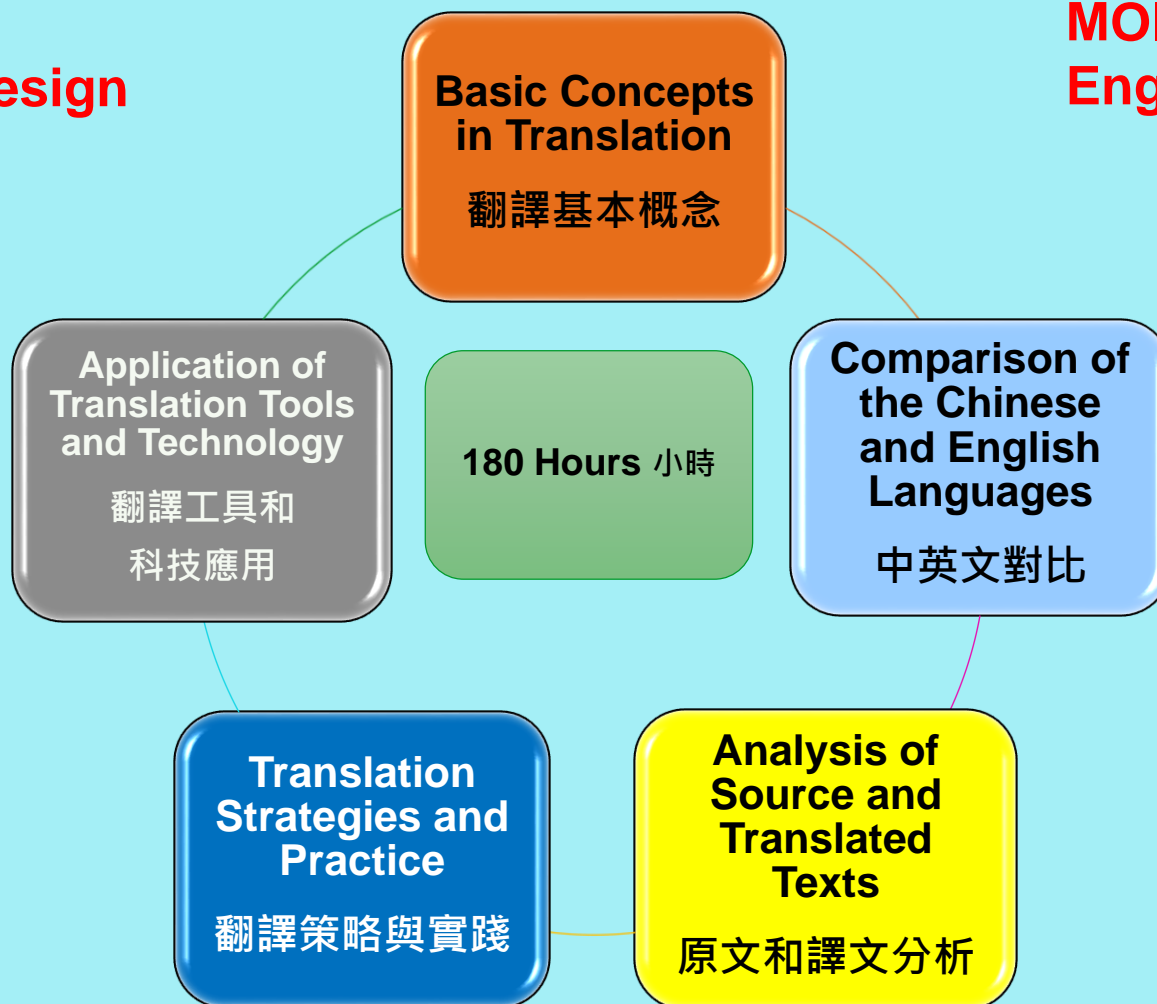 esign
MO
Eng
Basic Concepts
in Translation
翻譯基本概念
Comparison of
the Chinese
and English
Languages
中英文對比
Analysis of
Source and
Translated
Texts
原文和譯文分析
Translation
Strategies and
Practice
翻譯策略與實踐
Application of
Translation Tools
and Technology
翻譯工具和
科技應用
180 Hours 小時